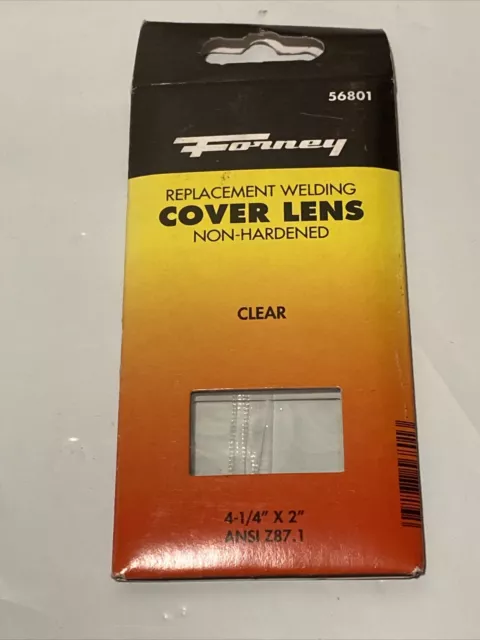 56801
Forney
REPLACEMENT WELDING
COVER LENS
NON-HARDENED
CLEAR
4-1/4" X 2"
ANSI Z87.1